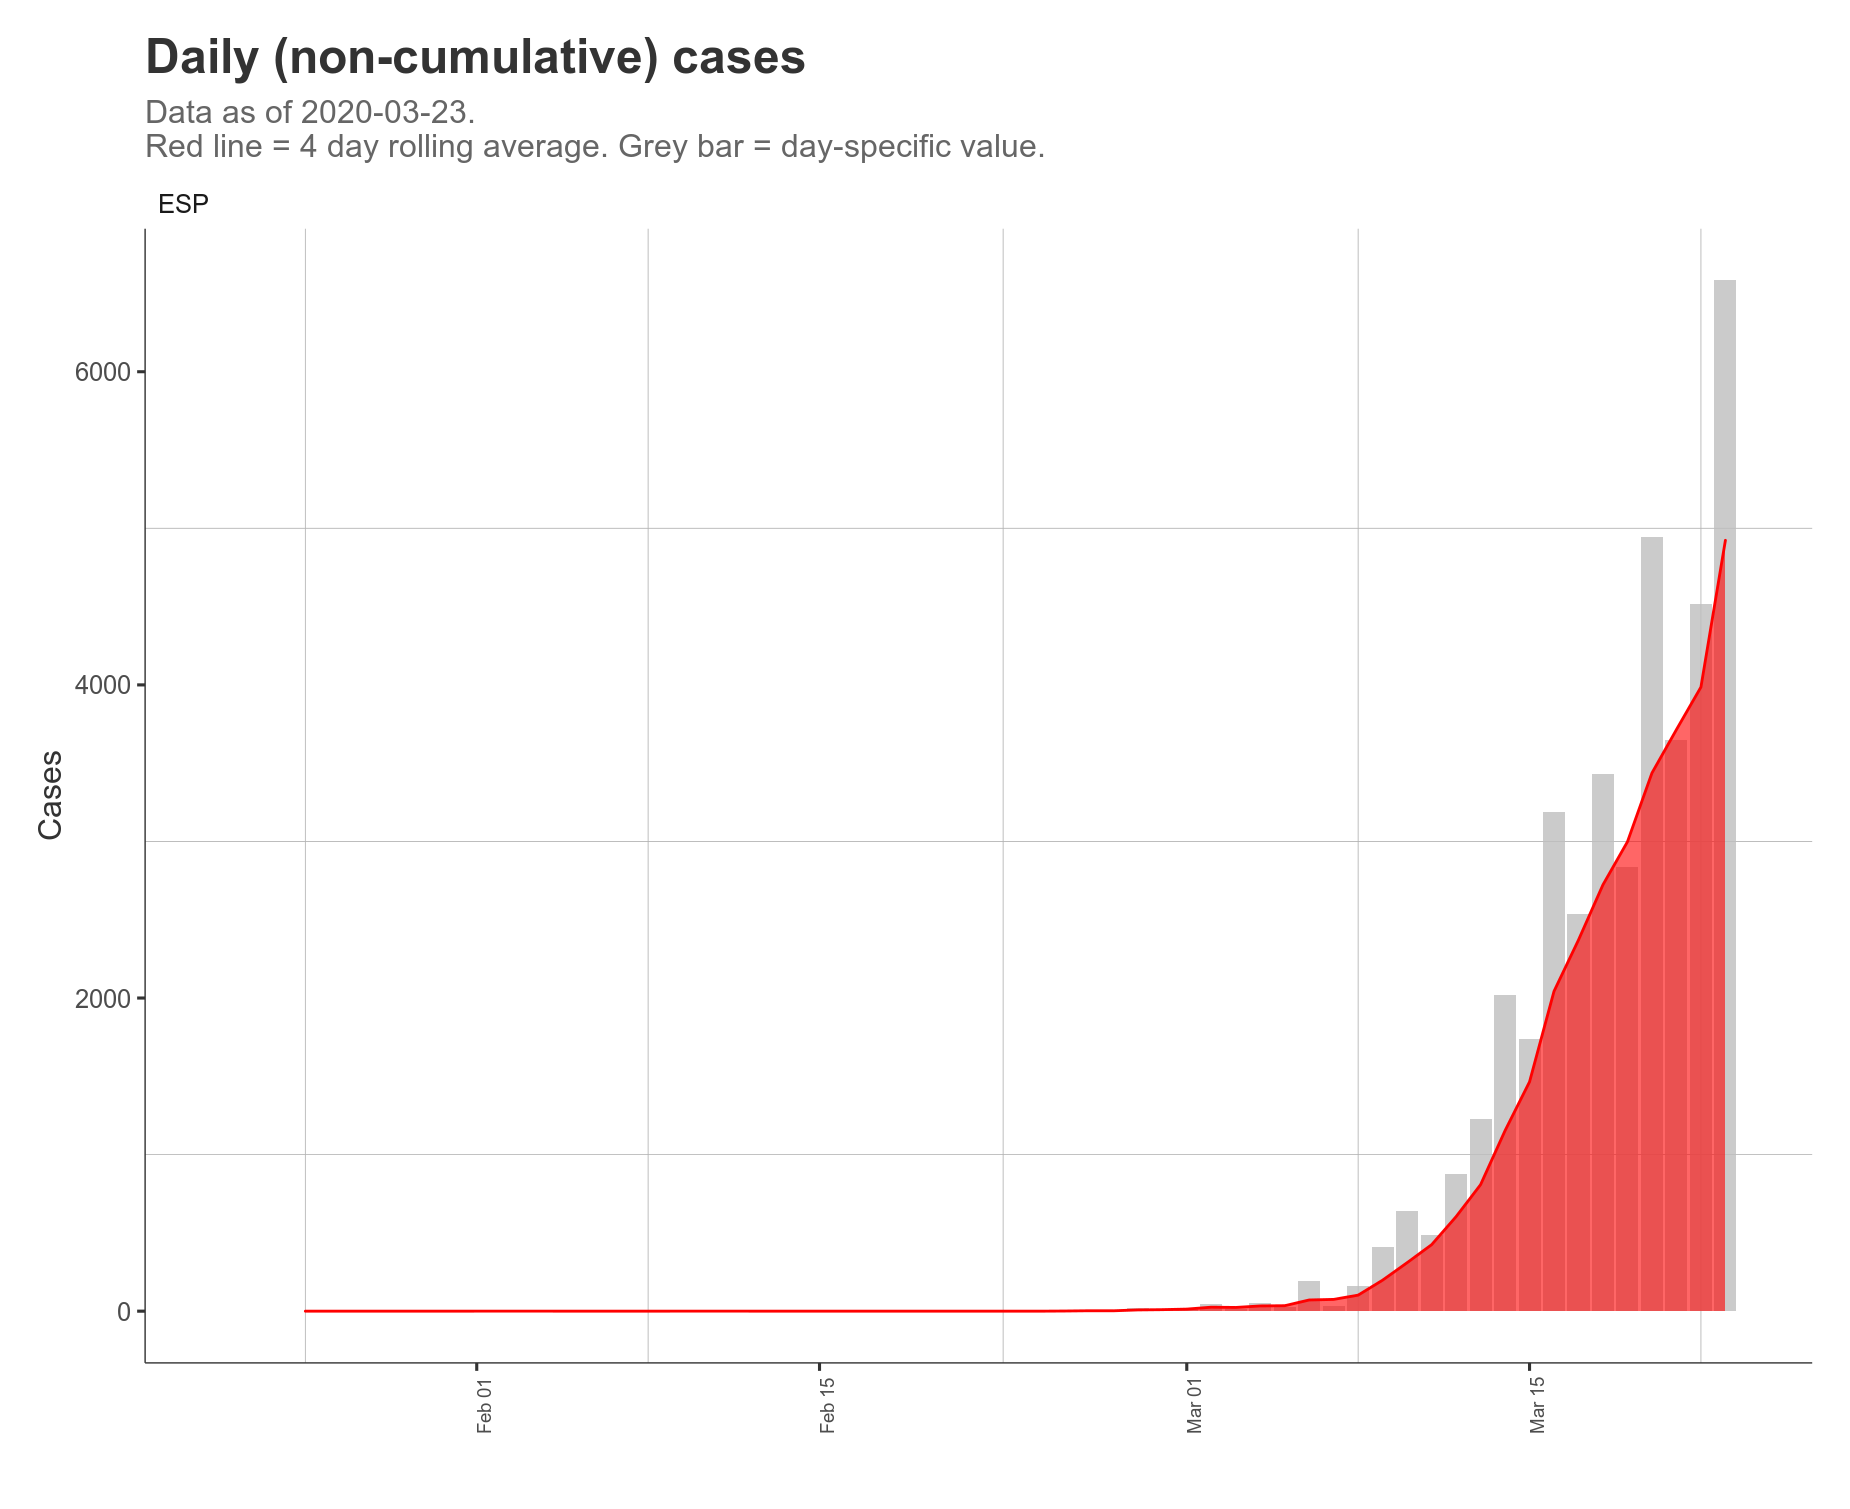 Daily (non-cumulative) cases
Data as of 2020-03-23.
Red line = 4 day rolling average. Grey bar = day-specific value.
ESP
6000
4000
2000
0
Cases
Feb 01
Feb 15
Mar 01
Mar 15